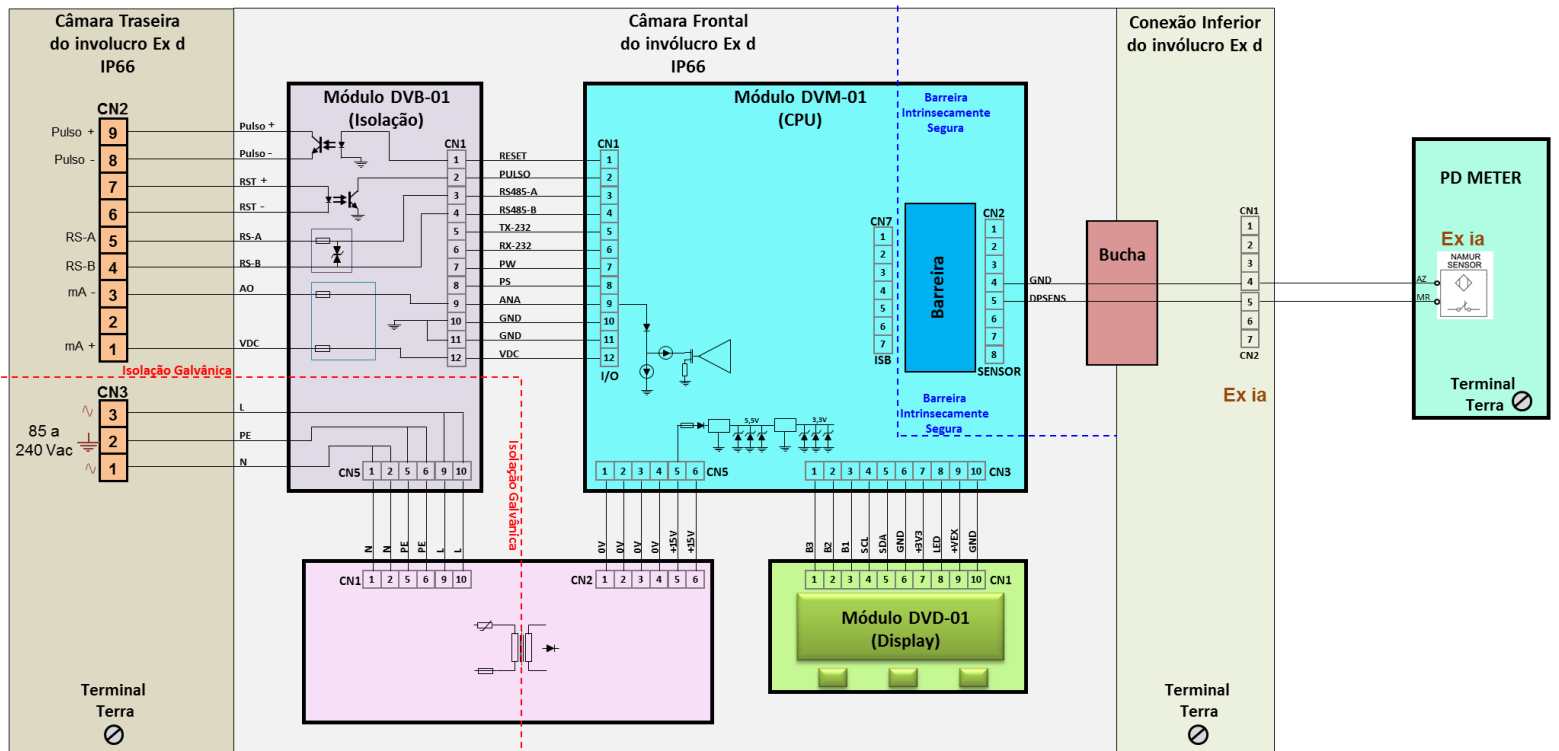 Câmara Traseira
do involucro Ex d
IP66
Câmara Frontal
do invólucro Ex d
IP66
Conexão Inferior
do invólucro Ex d
CN2
Pulso + 9
Pulso - 8
7
6
RS-A 5
RS-B 4
mA - 3
2
mA + 1
Pulso +
Pulso –
RST +
RST –
RS-A
RS-B
AO
VDC
Isolação Galvânica
CN3
3
2
1
85 a
240 Vac
L
PE
N
Terminal
Terra
Módulo DVB-01
(Isolação)
CN1
1
2
3
4
5
6
7
8
9
10
11
12
CN5 1 2 5 6 9 10
RESET
PULSO
RS485-A
RS485-B
TX-232
RX-232
PW
PS
ANA
GND
GND
VDC
Isolação Galvânica
Módulo DVM-01
(CPU)
CN1
1
2
3
4
5
6
7
8
9
10
11
12
I/O
Barreira
Intrinsecamente
Segura
CN7
1
2
3
4
5
6
7
ISB
Barreira
CN2
1
2
3
4
5
6
7
8
SENSOR
Barreira
Intrinsecamente
Segura
5,5V
3,3V
1 2 3 4 5 6 CN5
1 2 3 4 5 6 7 8 9 10 CN3
GND
DPSENS
Bucha
CN1
1
2
3
4
5
6
7
CN2
Ex ia
Terminal
Terra
PD METER
Ex ia
NAMUR
SENSOR
AZ
MR
Terminal
Terra
N
N
PE
PE
L
L
CN1 1 2 5 6 9 10
0V
0V
0V
0V
+15V
+15V
CN2 1 2 3 4 5 6
B3
B2
B1
SCL
SDA
GND
+3V3
LED
+VEX
GND
1 2 3 4 5 6 7 8 9 10 CN1
Módulo DVD-01
(Display)